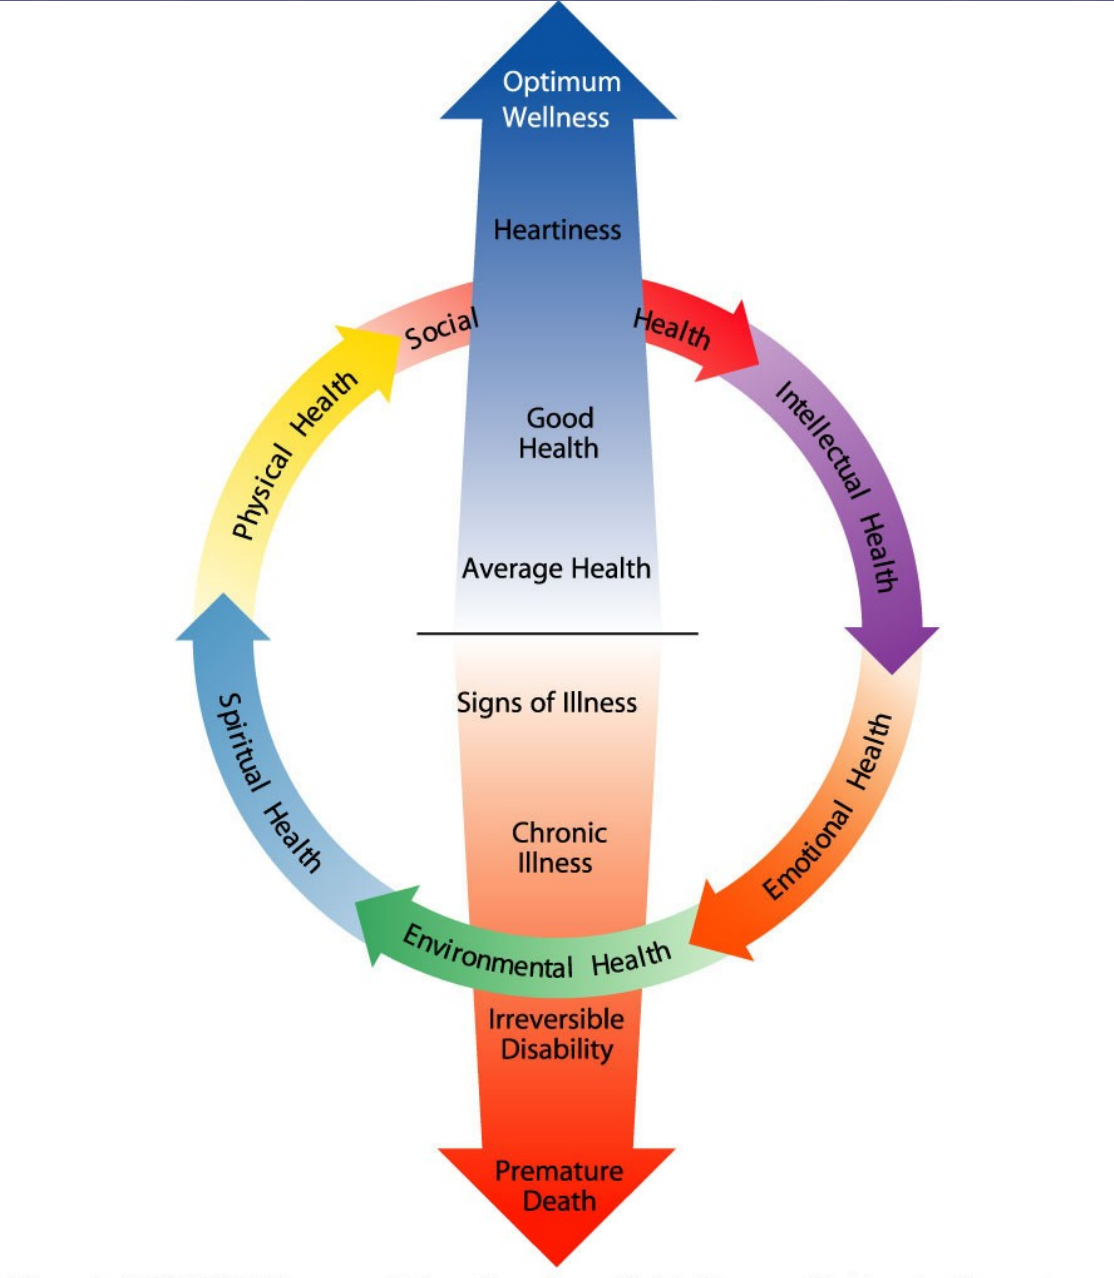 Optimum
Wellness
Heartiness
Social Health
Good
Health
Physical Health
Intellectual Health
Average Health
Signs of Illness
Spiritual Health
Emotional Health
Chronic
Illness
Environmental Health
Irreversible
Disability
Premature
Death